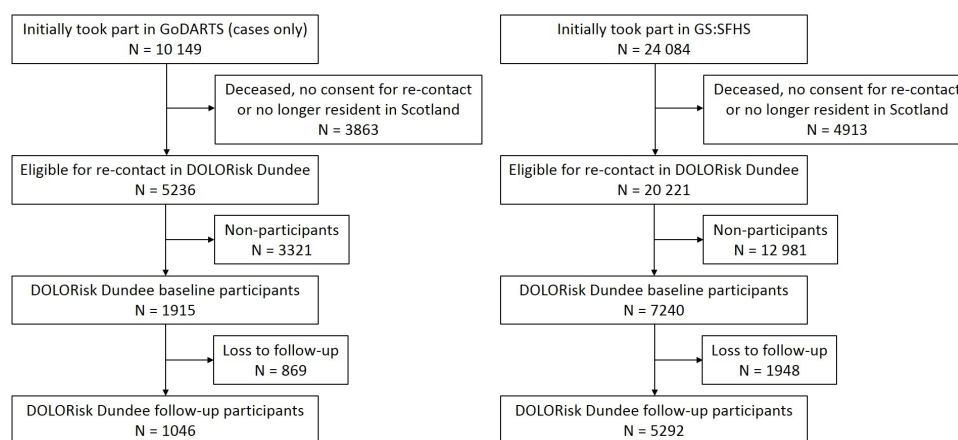 Initially took part in GoDARTS (cases only)
N = 10 149
Deceased, no consent for re-contact
or no longer resident in Scotland
N = 3863
Eligible for re-contact in DOLORisk Dundee
N = 5236
Non-participants
N = 3321
DOLORisk Dundee baseline participants
N = 1915
Loss to follow-up
N = 869
DOLORisk Dundee follow-up participants
N = 1046
Initially took part in GS:SFHS
N = 24 084
Deceased, no consent for re-contact
or no longer resident in Scotland
N = 4913
Eligible for re-contact in DOLORisk Dundee
N = 20 221
Non-participants
N = 12 981
DOLORisk Dundee baseline participants
N = 7240
Loss to follow-up
N = 1948
DOLORisk Dundee follow-up participants
N = 5292